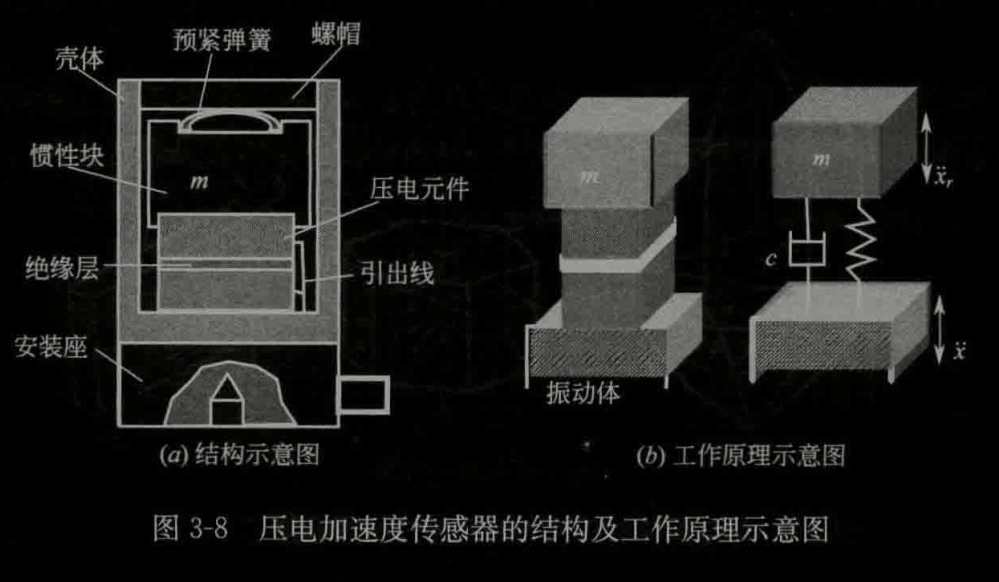 预紧弹簧
螺帽
壳体
惯性块
m
压电元件
绝缘层
引出线
安装座
(a) 结构示意图
m
振动体
m
ẍr
c
ẍ
(b) 工作原理示意图
图 3-8 压电加速度传感器的结构及工作原理示意图